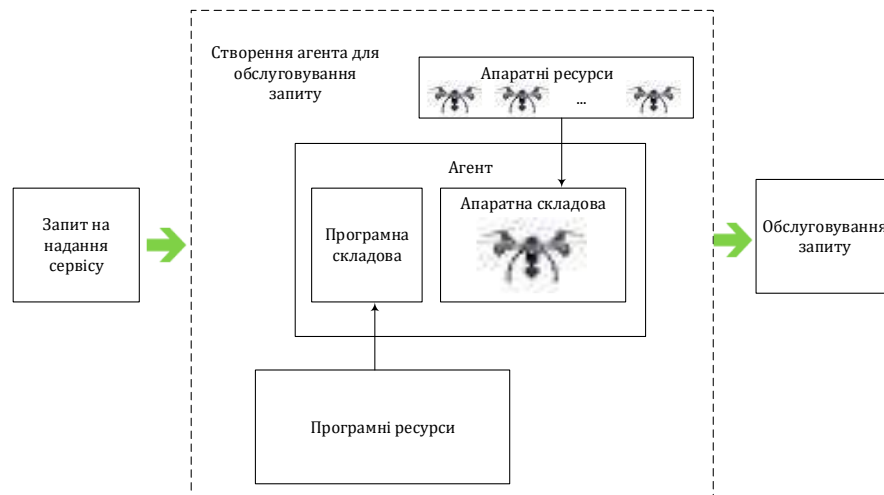 Створення агента для
обслуговування
запиту
Апаратні ресурси
...
Агент
Запит на
надання
сервісу
Програмна
складова
Апаратна складова
Обслуговування
запиту
Програмні ресурси